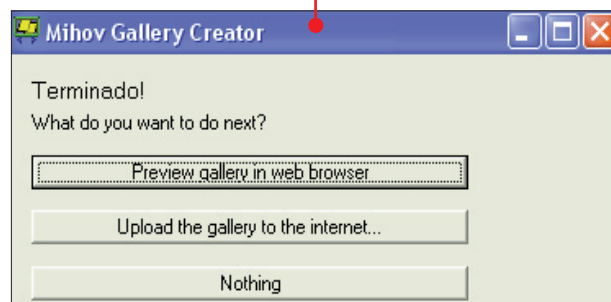 Mihov Gallery Creator
Terminado!
What do you want to do next?
Preview gallery in web browser
Upload the gallery to the internet...
Nothing